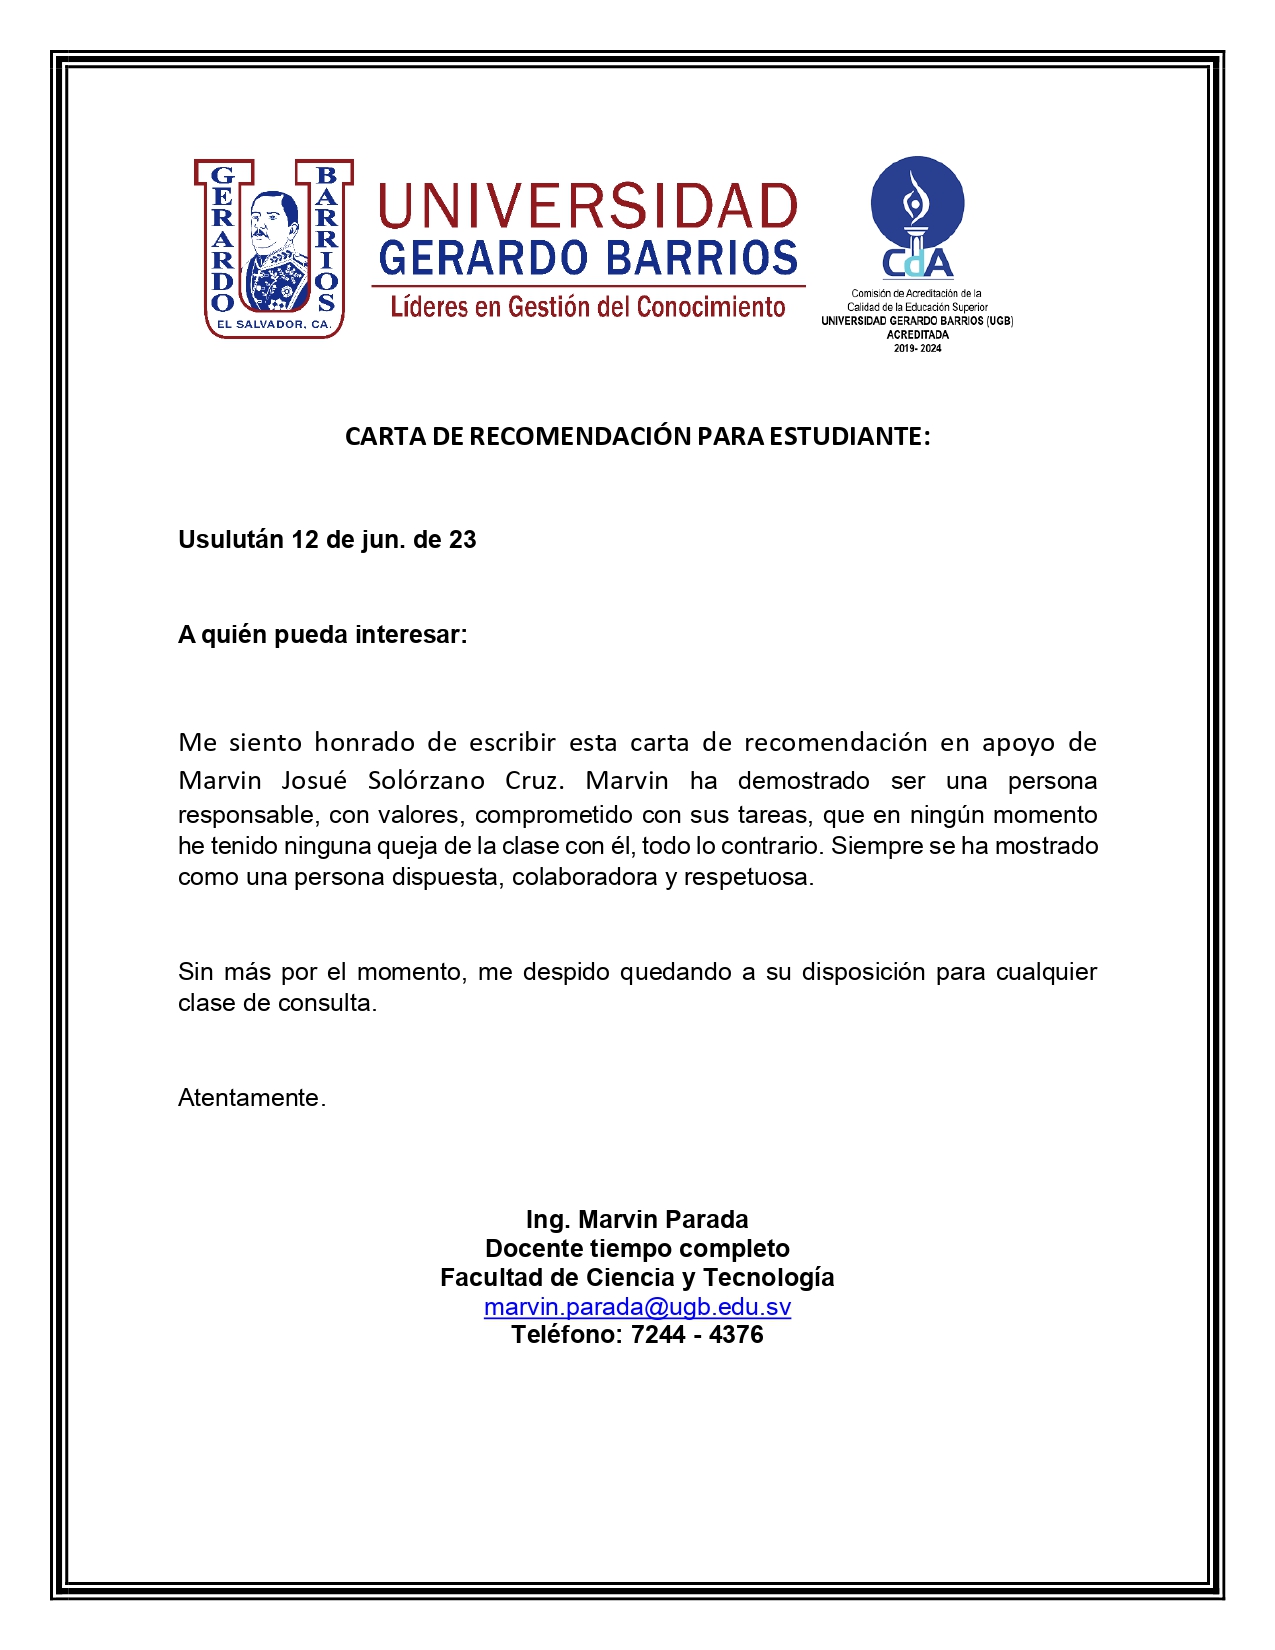 GERARDO
BARRIOS
EL SALVADOR, CA.
UNIVERSIDAD
GERARDO BARRIOS
Líderes en Gestión del Conocimiento
CdA
Comisión de Acreditación de la
Calidad de la Educación Superior
UNIVERSIDAD GERARDO BARRIOS (UGB)
ACREDITADA
2019- 2024
CARTA DE RECOMENDACIÓN PARA ESTUDIANTE:
Usulután 12 de jun. de 23
A quién pueda interesar:
Me siento honrado de escribir esta carta de recomendación en apoyo de
Marvin Josué Solórzano Cruz. Marvin ha demostrado ser una persona
responsable, con valores, comprometido con sus tareas, que en ningún momento
he tenido ninguna queja de la clase con él, todo lo contrario. Siempre se ha mostrado
como una persona dispuesta, colaboradora y respetuosa.
Sin más por el momento, me despido quedando a su disposición para cualquier
clase de consulta.
Atentamente.
Ing. Marvin Parada
Docente tiempo completo
Facultad de Ciencia y Tecnología
marvin.parada@ugb.edu.sv
Teléfono: 7244 - 4376